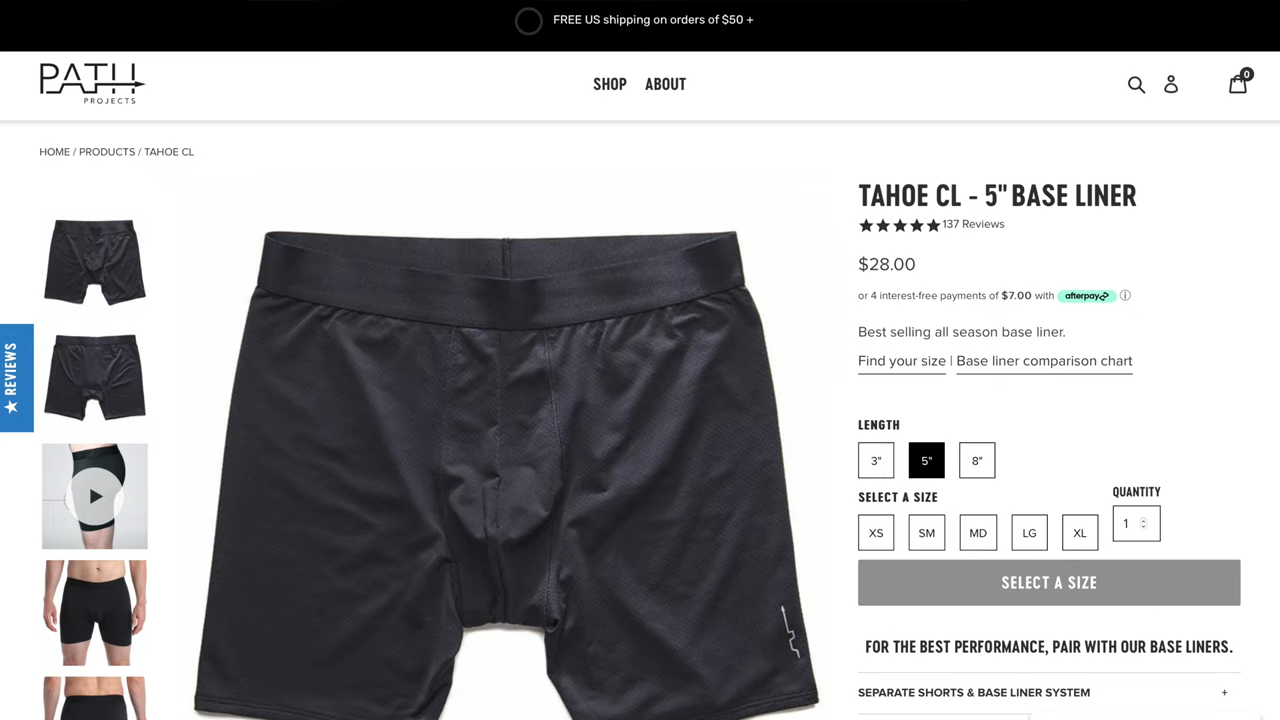 FREE US shipping on orders of $50 +
PATH
PROJECTS
SHOP ABOUT
0
HOME / PRODUCTS / TAHOE CL
TAHOE CL - 5" BASE LINER
137 Reviews
$28.00
or 4 interest-free payments of $7.00 with afterpay ⓘ
Best selling all season base liner.
Find your size | Base liner comparison chart
★ REVIEWS
LENGTH
3" 5" 8"
SELECT A SIZE
QUANTITY
XS SM MD LG XL 1
SELECT A SIZE
FOR THE BEST PERFORMANCE, PAIR WITH OUR BASE LINERS.
SEPARATE SHORTS & BASE LINER SYSTEM +